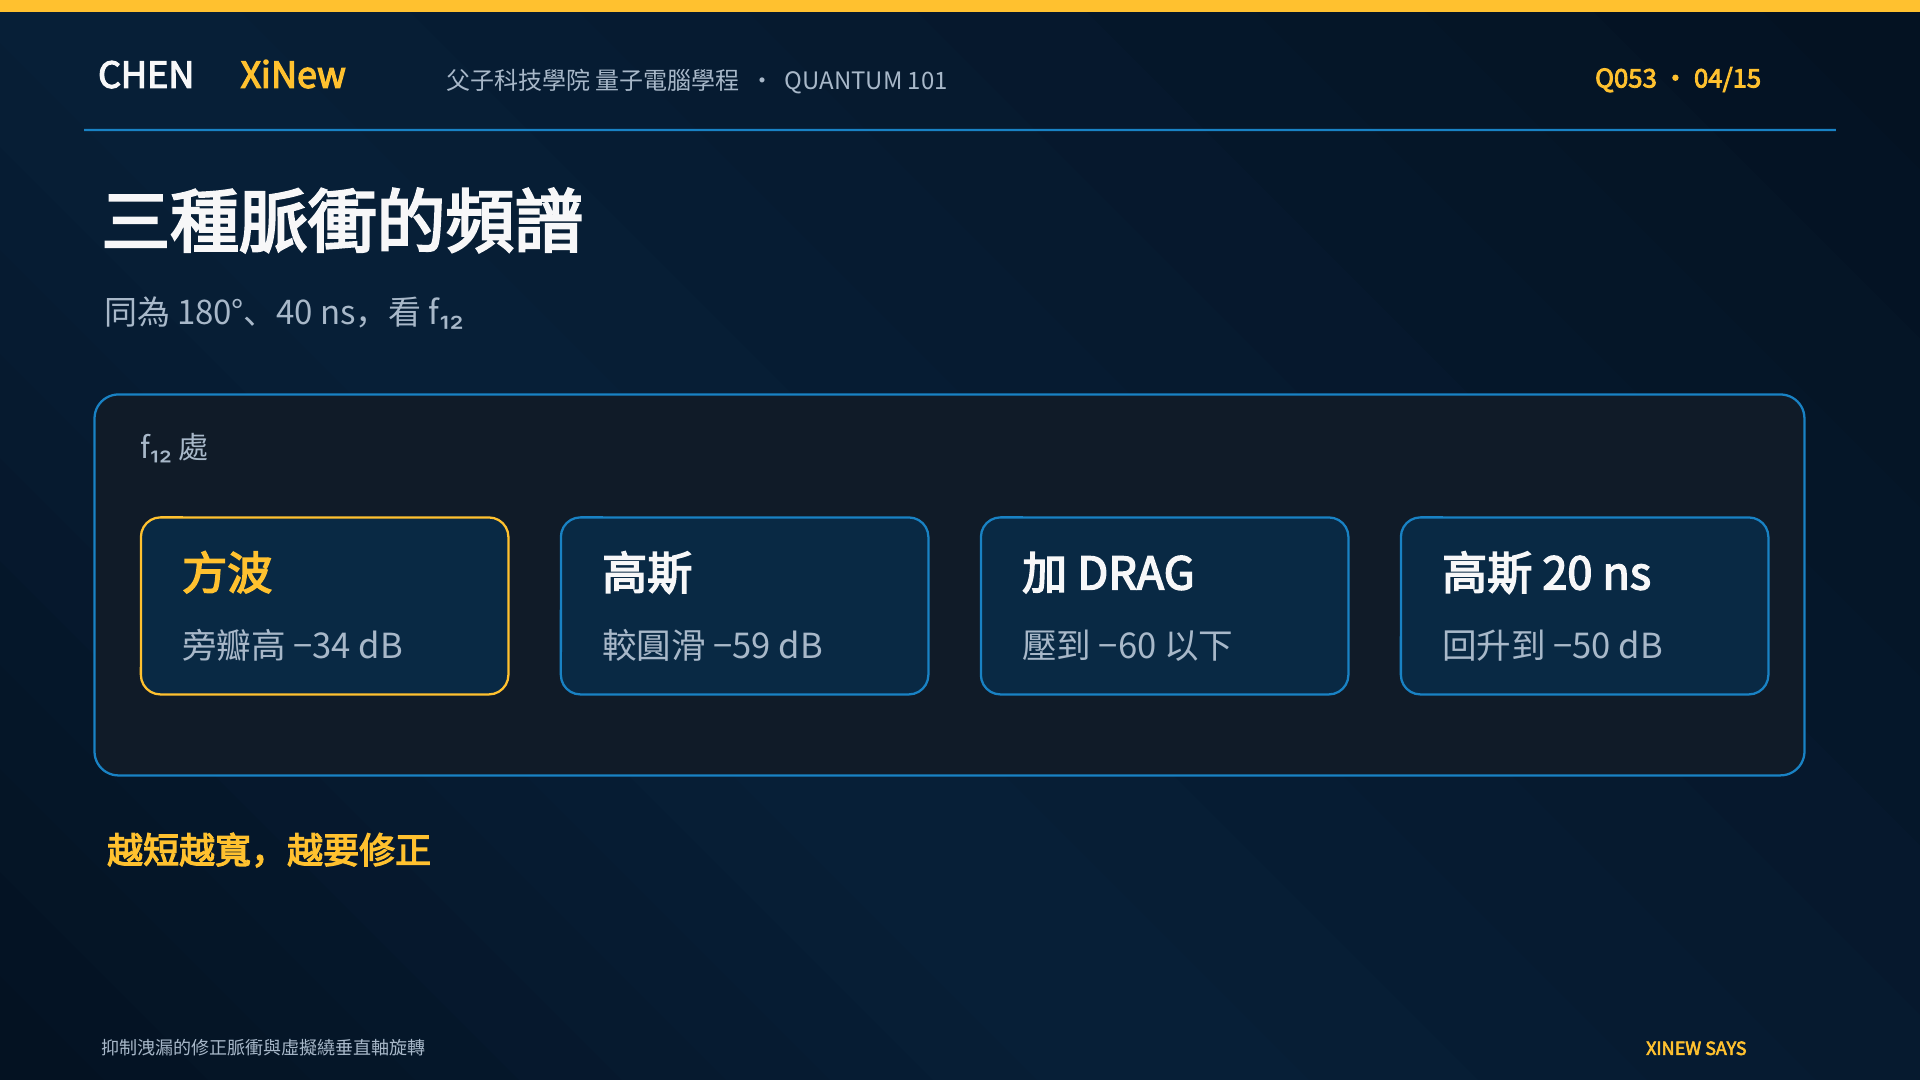 CHEN XiNew 父子科技學院 量子電腦學程 · QUANTUM 101 Q053 · 04/15
三種脈衝的頻譜
同為 180°、40 ns，看 f₁₂
f₁₂ 處
方波
旁瓣高 −34 dB
高斯
較圓滑 −59 dB
加 DRAG
壓到 −60 以下
高斯 20 ns
回升到 −50 dB
越短越寬，越要修正
抑制洩漏的修正脈衝與虛擬繞垂直軸旋轉
XINEW SAYS